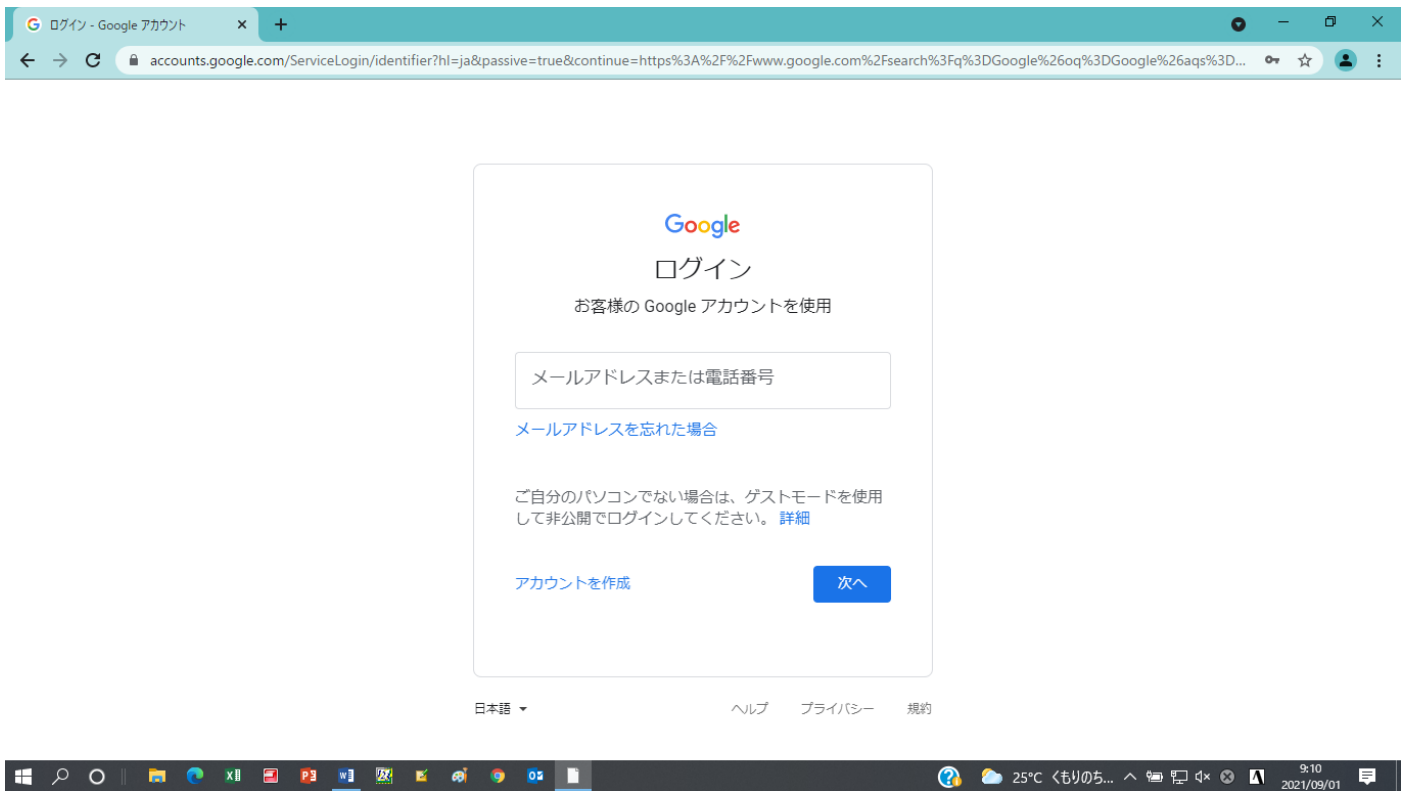 ログイン - Google アカウント
accounts.google.com/ServiceLogin/identifier?hl=ja&passive=true&continue=https%3A%2F%2Fwww.google.com%2Fsearch%3Fq%3DGoogle%26oq%3DGoogle%26aqs%3D...
Google
ログイン
お客様の Google アカウントを使用
メールアドレスまたは電話番号
メールアドレスを忘れた場合
ご自分のパソコンでない場合は、ゲストモードを使用
して非公開でログインしてください。 詳細
アカウントを作成 次へ
日本語 ヘルプ プライバシー 規約
25°C くもりのち... 9:10
2021/09/01